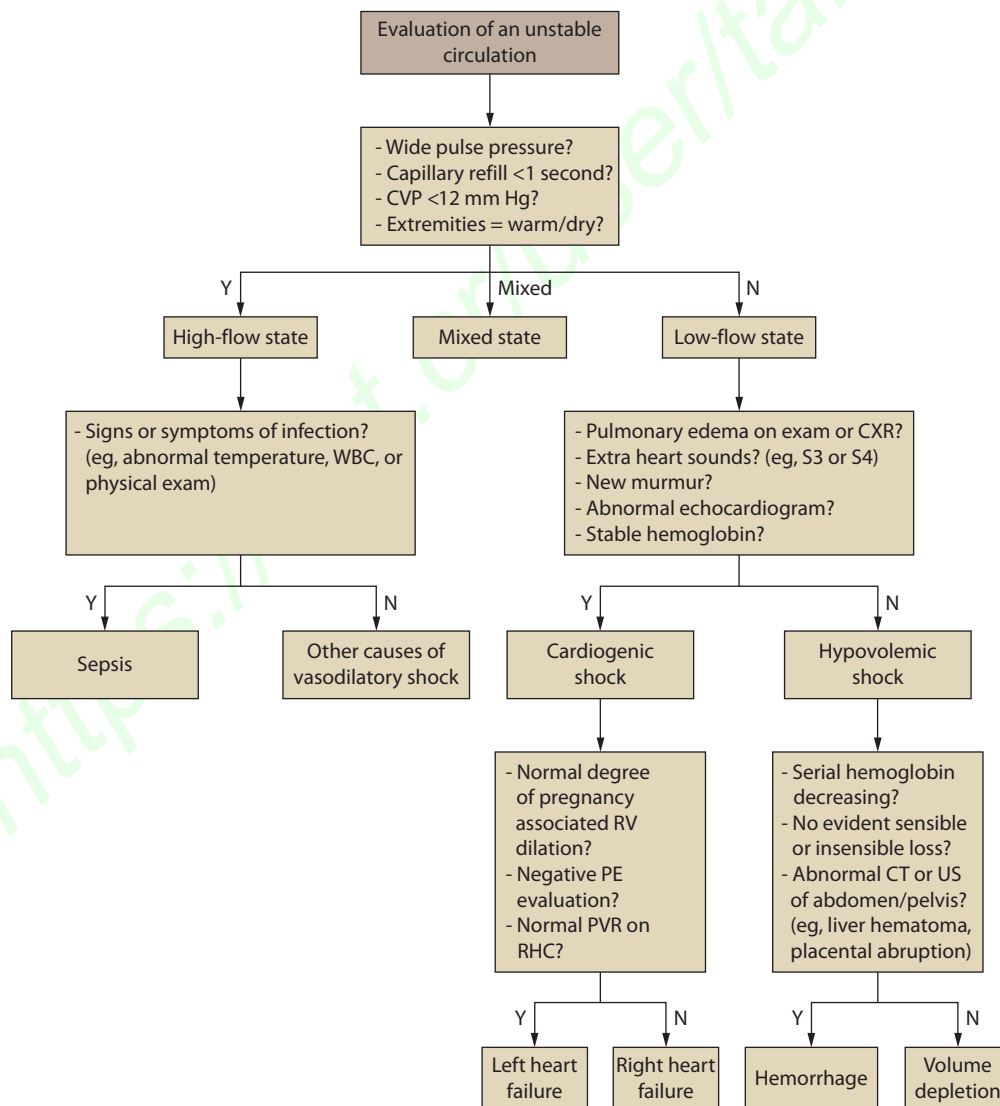 Evaluation of an unstable
circulation
- Wide pulse pressure?
- Capillary refill <1 second?
- CVP <12 mm Hg?
- Extremities = warm/dry?
Y
Mixed
N
High-flow state
Mixed state
Low-flow state
- Signs or symptoms of infection?
(eg, abnormal temperature, WBC, or
physical exam)
- Pulmonary edema on exam or CXR?
- Extra heart sounds? (eg, S3 or S4)
- New murmur?
- Abnormal echocardiogram?
- Stable hemoglobin?
Y
N
Y
N
Sepsis
Other causes of
vasodilatory shock
Cardiogenic
shock
Hypovolemic
shock
- Normal degree
of pregnancy
associated RV
dilation?
- Negative PE
evaluation?
- Normal PVR on
RHC?
- Serial hemoglobin
decreasing?
- No evident sensible
or insensible loss?
- Abnormal CT or US
of abdomen/pelvis?
(eg, liver hematoma,
placental abruption)
Y
N
Y
N
Left heart
failure
Right heart
failure
Hemorrhage
Volume
depletion